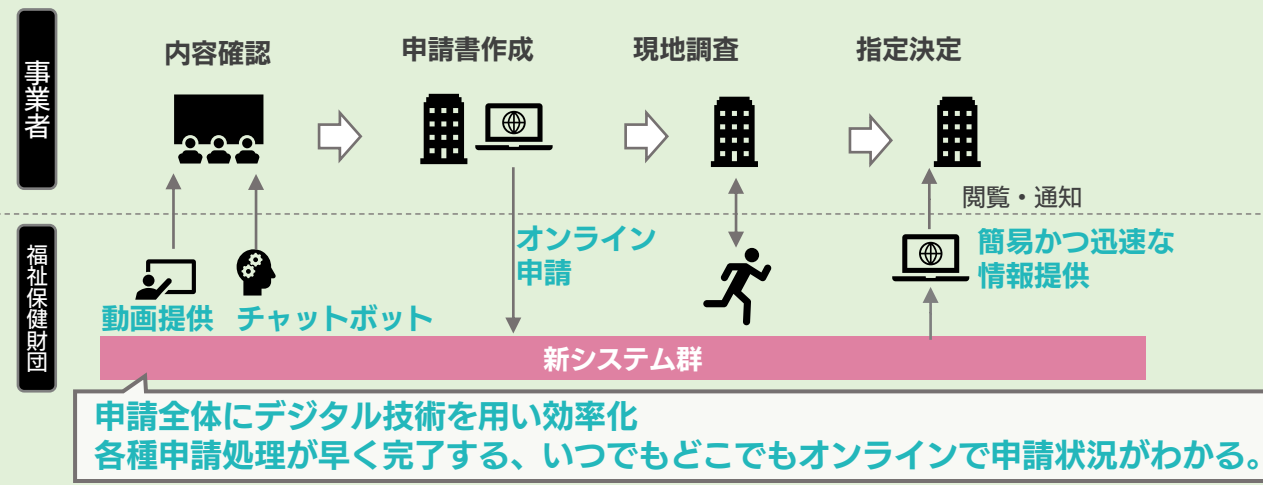 事業者
内容確認
申請書作成
現地調査
指定決定
閲覧・通知
福祉保健財団
動画提供
チャットボット
オンライン
申請
簡易かつ迅速な
情報提供
新システム群
申請全体にデジタル技術を用い効率化
各種申請処理が早く完了する、いつでもどこでもオンラインで申請状況がわかる。